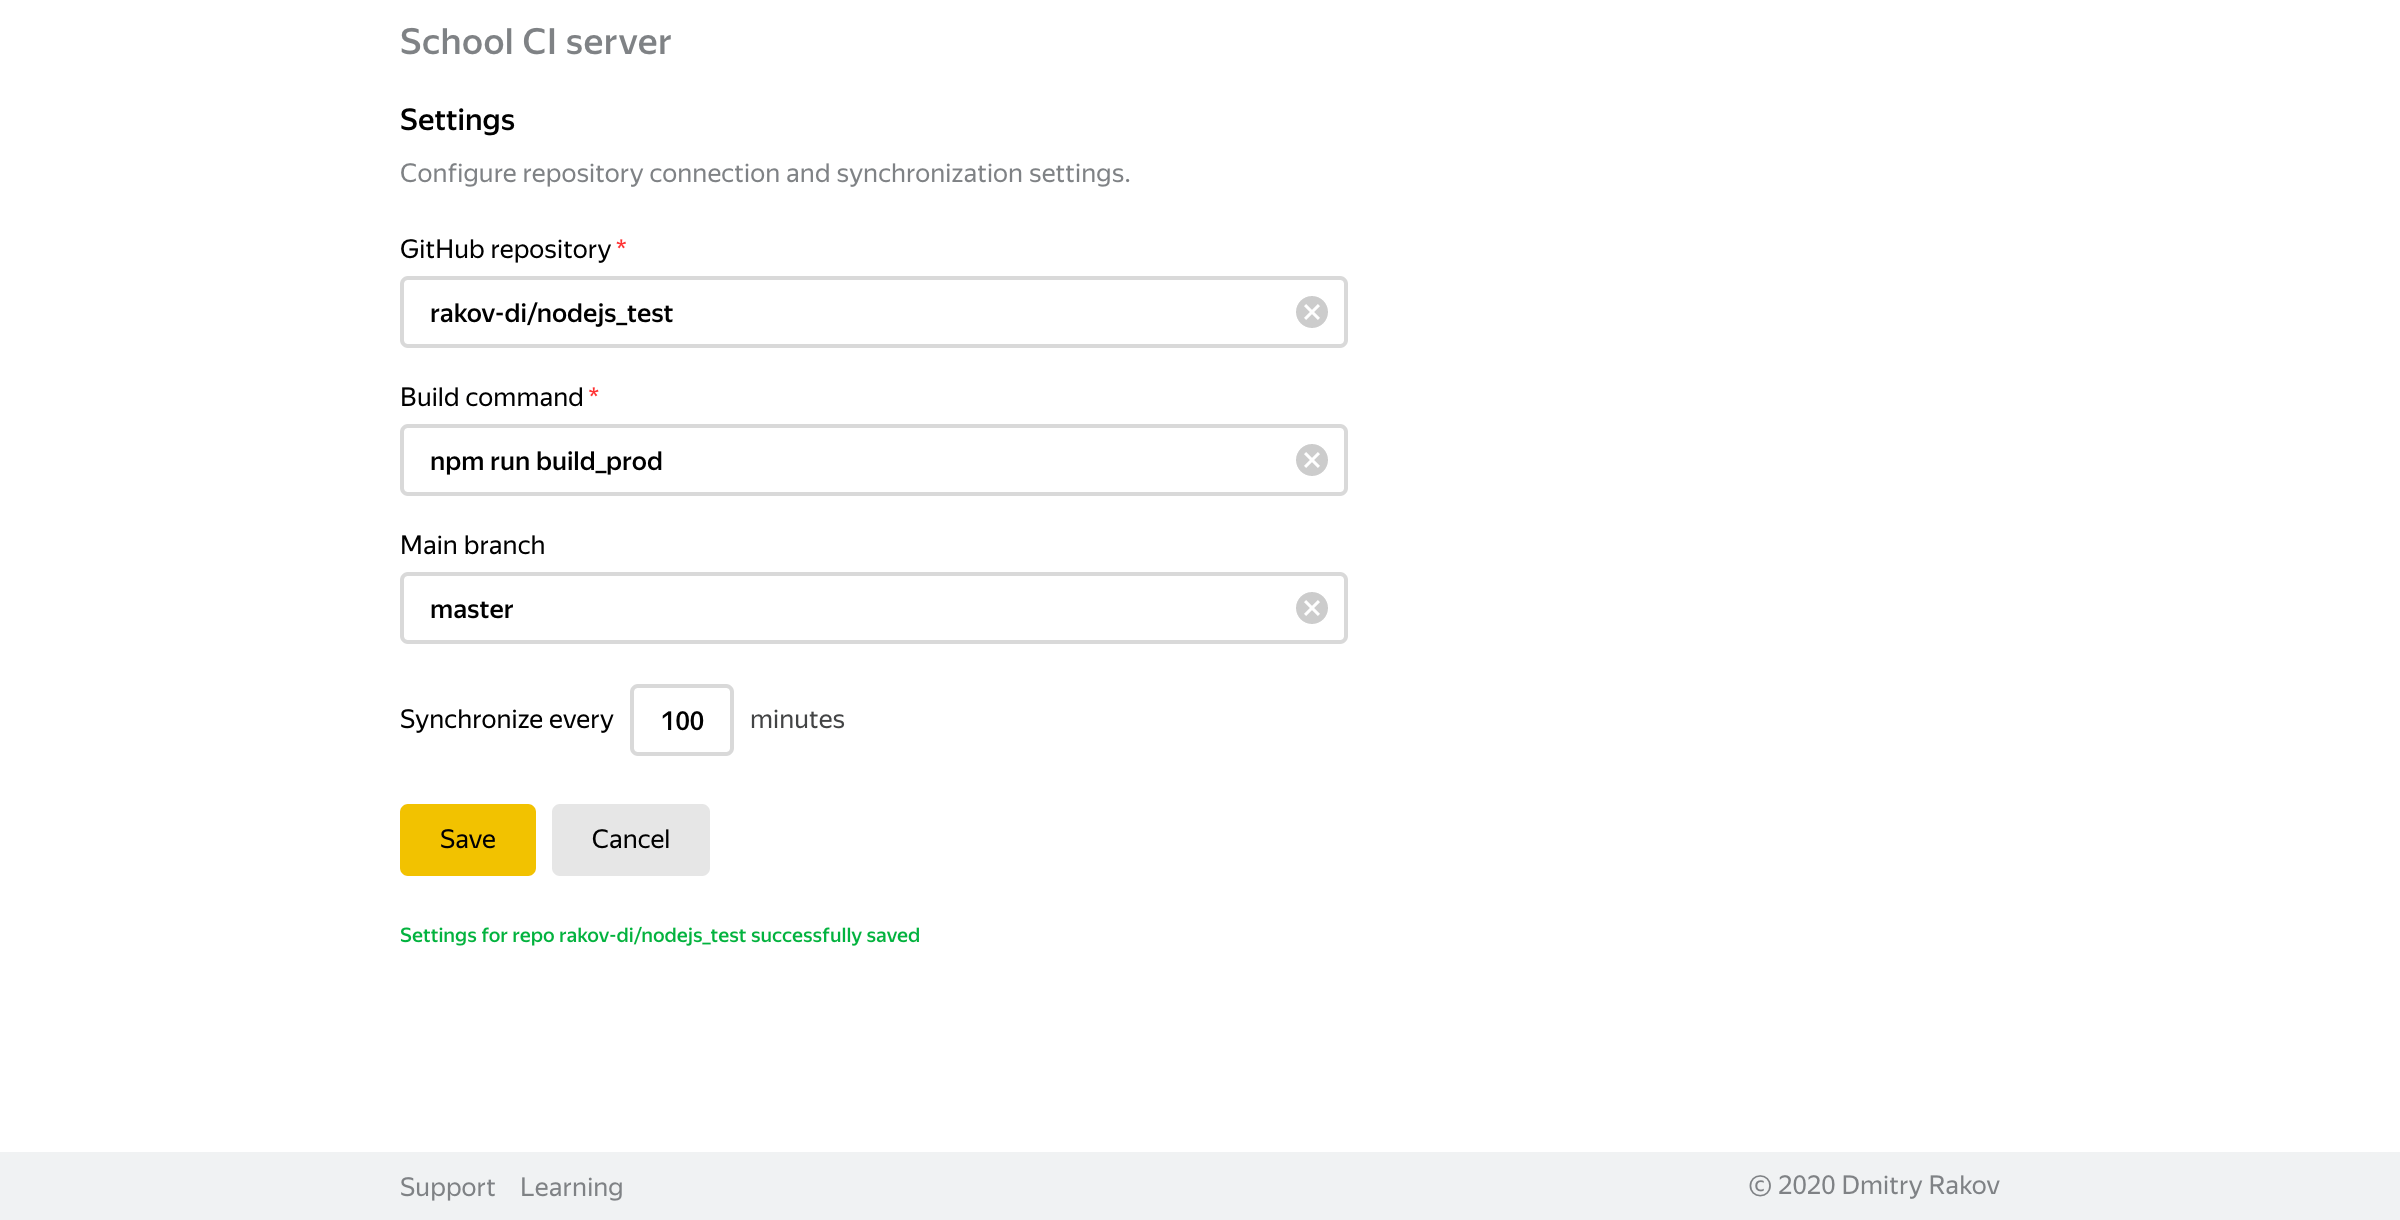 School CI server
Settings
Configure repository connection and synchronization settings.
GitHub repository *
rakov-di/nodejs_test
Build command *
npm run build_prod
Main branch
master
Synchronize every 100 minutes
Save Cancel
Settings for repo rakov-di/nodejs_test successfully saved
Support Learning © 2020 Dmitry Rakov